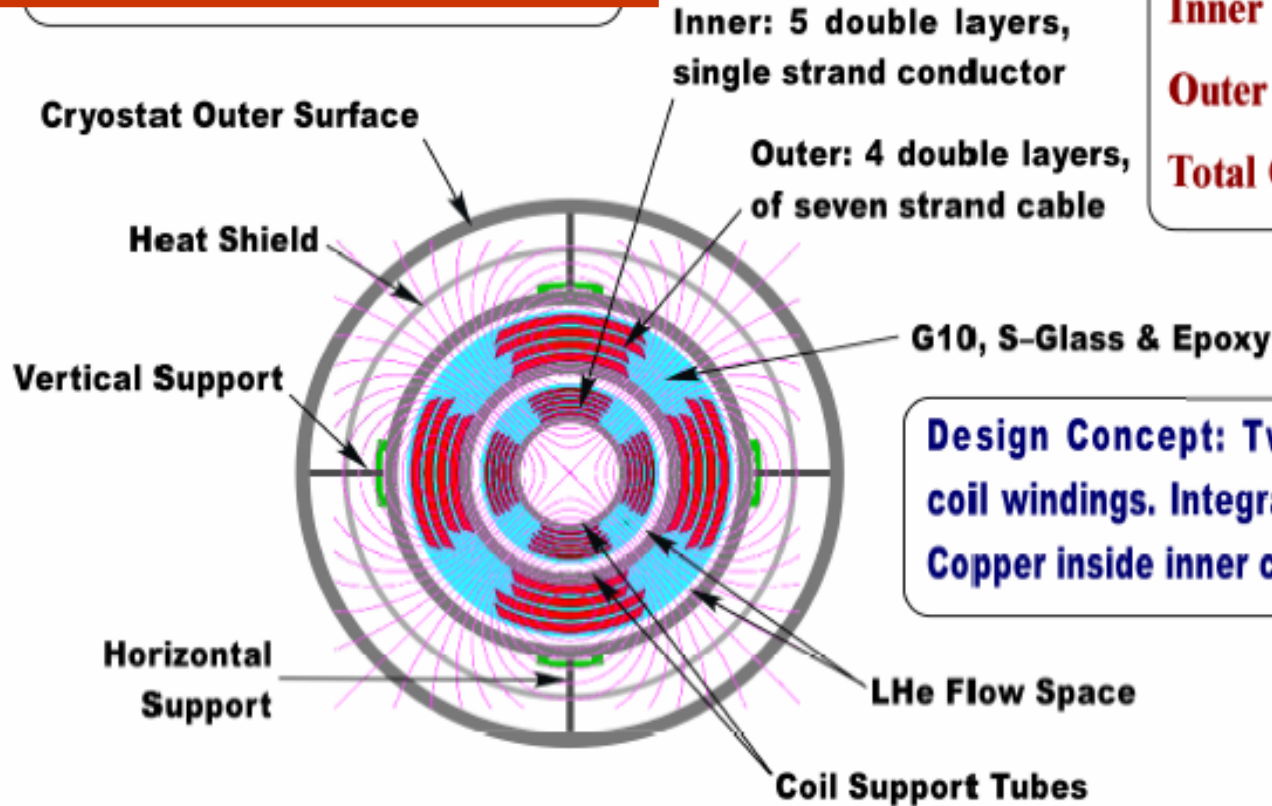 Inner: 5 double layers,
single strand conductor
Inner
Outer
Total
Cryostat Outer Surface
Outer: 4 double layers,
of seven strand cable
Heat Shield
G10, S-Glass & Epoxy
Vertical Support
Design Concept:
coil windings.
Copper inside inner
Horizontal
Support
LHe Flow Space
Coil Support Tubes